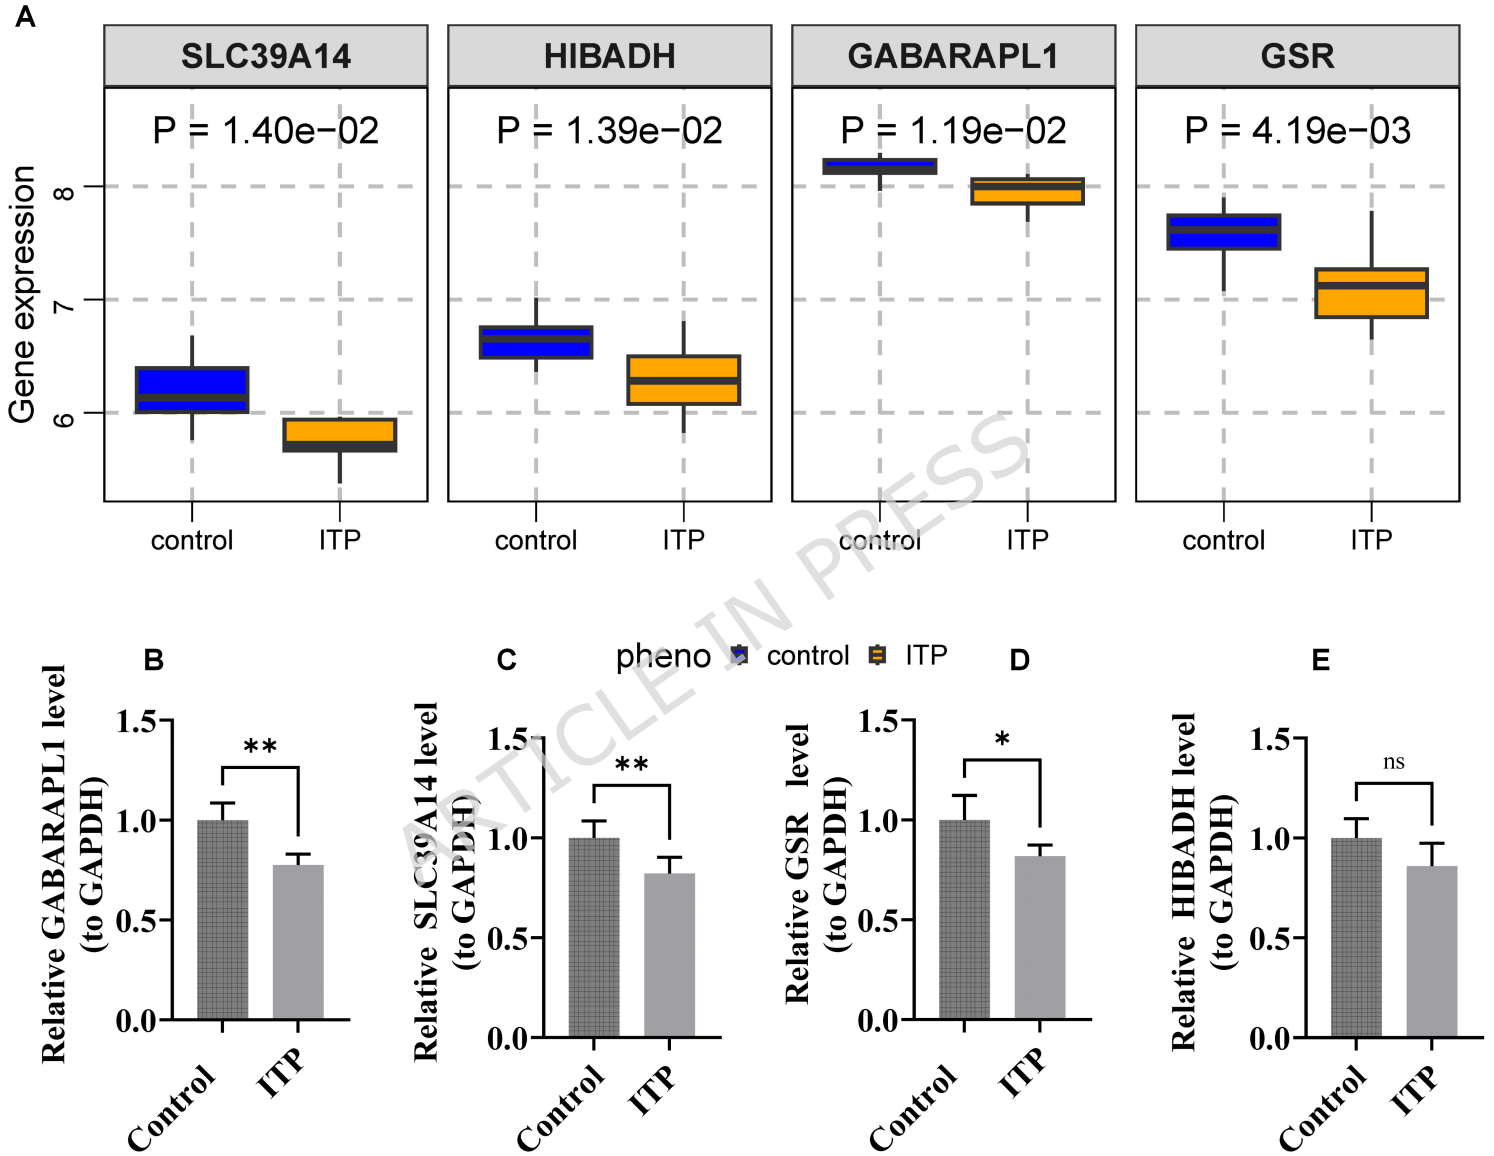 A
SLC39A14
HIBADH
GABARAPL1
GSR
P = 1.40e−02
P = 1.39e−02
P = 1.19e−02
P = 4.19e−03
Gene expression
8
7
6
control
ITP
control
ITP
control
ITP
control
ITP
pheno
control
ITP
ARTICLE IN PRESS
B
Relative GABARAPL1 level
(to GAPDH)
1.5
1.0
0.5
0.0
**
Control
ITP
C
Relative SLC39A14 level
(to GAPDH)
1.5
1.0
0.5
0.0
**
Control
ITP
D
Relative GSR level
(to GAPDH)
1.5
1.0
0.5
0.0
*
Control
ITP
E
Relative HIBADH level
(to GAPDH)
1.5
1.0
0.5
0.0
ns
Control
ITP